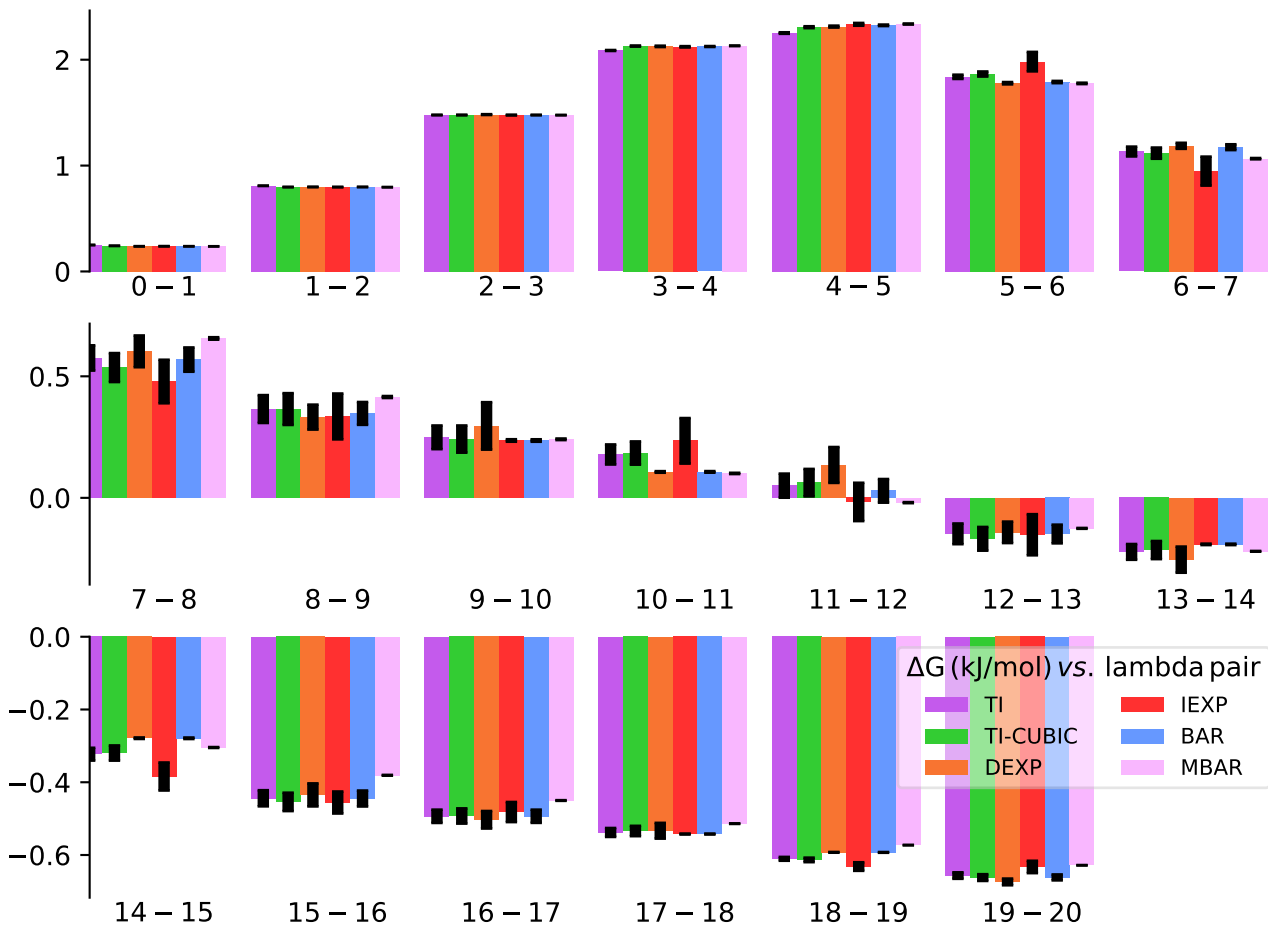 2
1
0
0 – 1 1 – 2 2 – 3 3 – 4 4 – 5 5 – 6 6 – 7
0.5
0.0
7 – 8 8 – 9 9 – 10 10 – 11 11 – 12 12 – 13 13 – 14
0.0
ΔG (kJ/mol) vs. lambda pair
TI IEXP
−0.2
TI-CUBIC BAR
DEXP MBAR
−0.4
−0.6
14 – 15 15 – 16 16 – 17 17 – 18 18 – 19 19 – 20